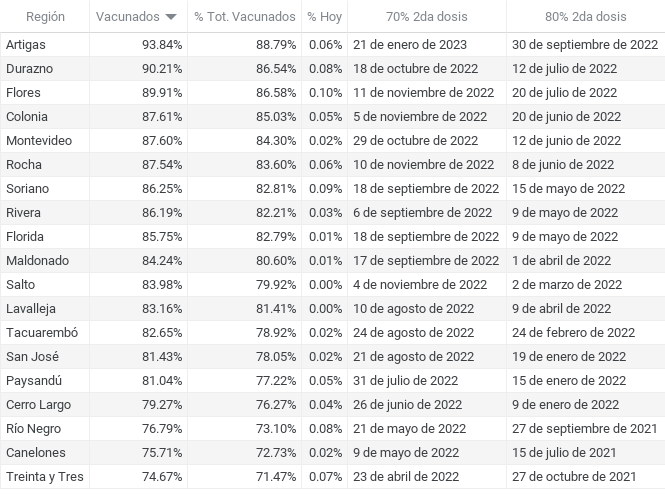 Región Vacunados % Tot. Vacunados % Hoy 70% 2da dosis 80% 2da dosis
Artigas 93.84% 88.79% 0.06% 21 de enero de 2023 30 de septiembre de 2022
Durazno 90.21% 86.54% 0.08% 18 de octubre de 2022 12 de julio de 2022
Flores 89.91% 86.58% 0.10% 11 de noviembre de 2022 20 de julio de 2022
Colonia 87.61% 85.03% 0.05% 5 de noviembre de 2022 20 de junio de 2022
Montevideo 87.60% 84.30% 0.02% 29 de octubre de 2022 12 de junio de 2022
Rocha 87.54% 83.60% 0.06% 10 de noviembre de 2022 8 de junio de 2022
Soriano 86.25% 82.81% 0.09% 18 de septiembre de 2022 15 de mayo de 2022
Rivera 86.19% 82.21% 0.03% 6 de septiembre de 2022 9 de mayo de 2022
Florida 85.75% 82.79% 0.01% 18 de septiembre de 2022 9 de mayo de 2022
Maldonado 84.24% 80.60% 0.01% 17 de septiembre de 2022 1 de abril de 2022
Salto 83.98% 79.92% 0.00% 4 de noviembre de 2022 2 de marzo de 2022
Lavalleja 83.16% 81.41% 0.00% 10 de agosto de 2022 9 de abril de 2022
Tacuarembó 82.65% 78.92% 0.02% 24 de agosto de 2022 24 de febrero de 2022
San José 81.43% 78.05% 0.02% 21 de agosto de 2022 19 de enero de 2022
Paysandú 81.04% 77.22% 0.05% 31 de julio de 2022 15 de enero de 2022
Cerro Largo 79.27% 76.27% 0.04% 26 de junio de 2022 9 de enero de 2022
Río Negro 76.79% 73.10% 0.08% 21 de mayo de 2022 27 de septiembre de 2021
Canelones 75.71% 72.73% 0.02% 9 de mayo de 2022 15 de julio de 2021
Treinta y Tres 74.67% 71.47% 0.07% 23 de abril de 2022 27 de octubre de 2021